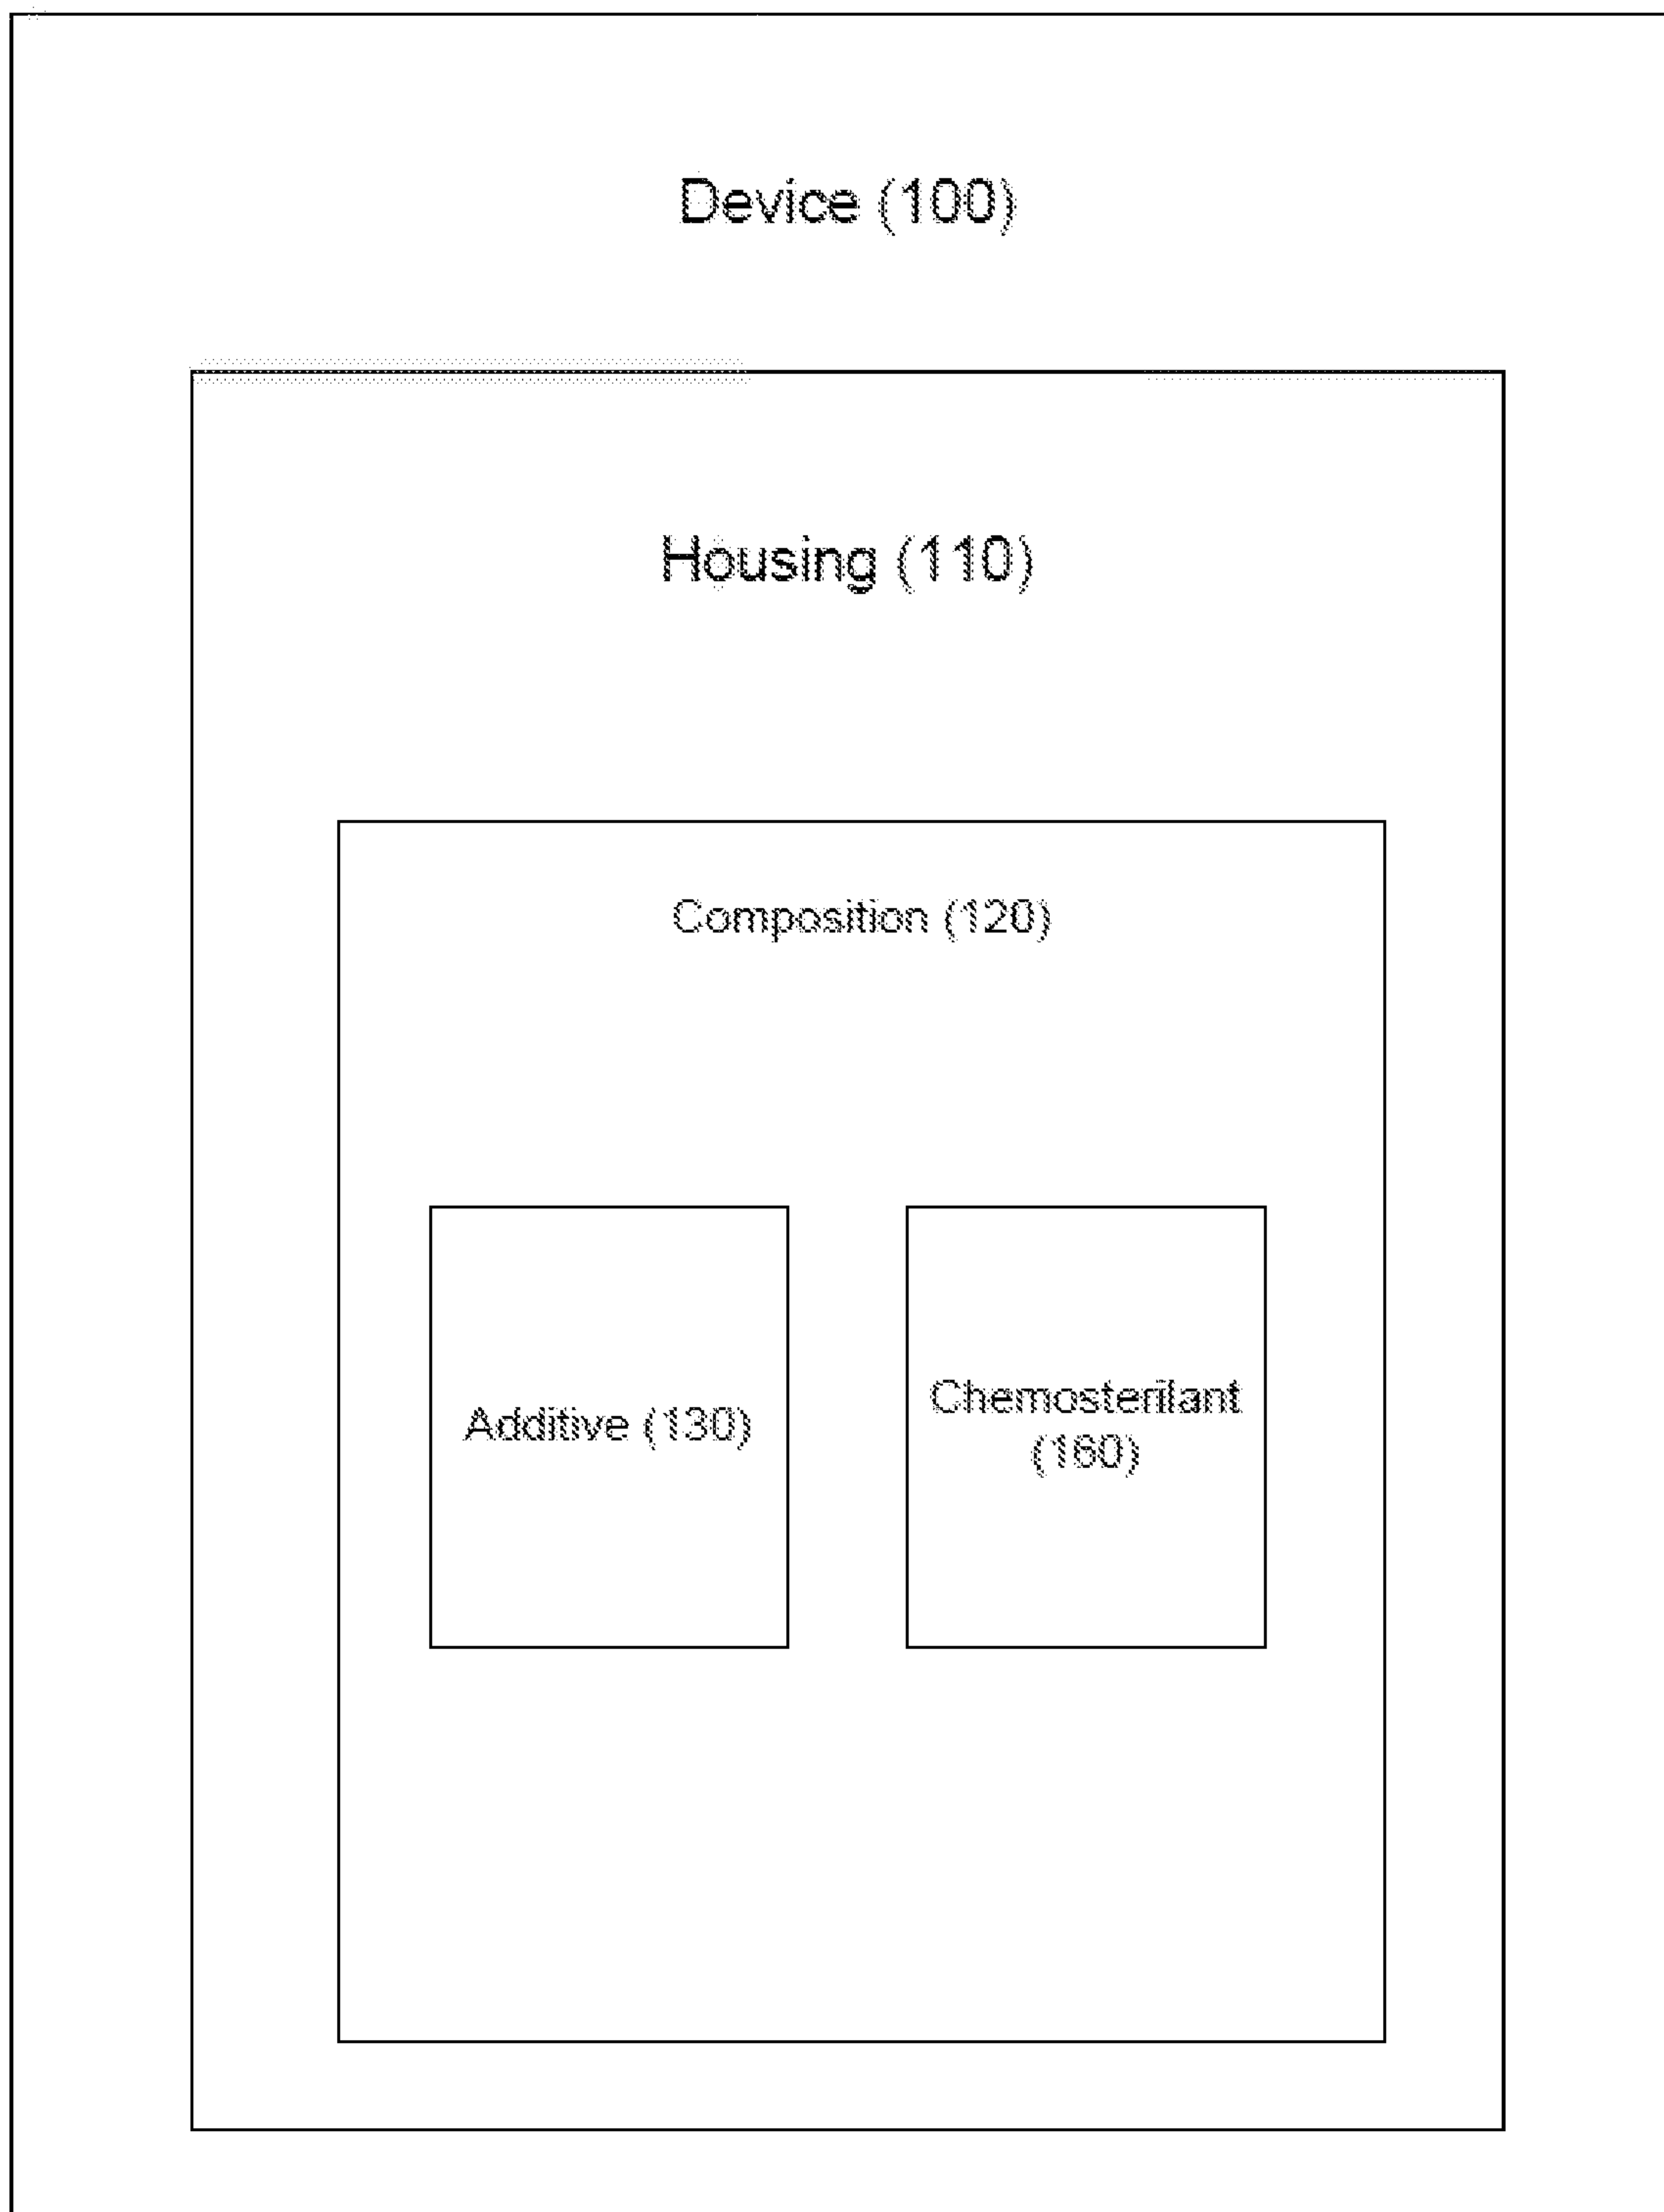 Device (100)
Housing (110)
Composition (120)
Additive (130)
Chemosterilant
(160)